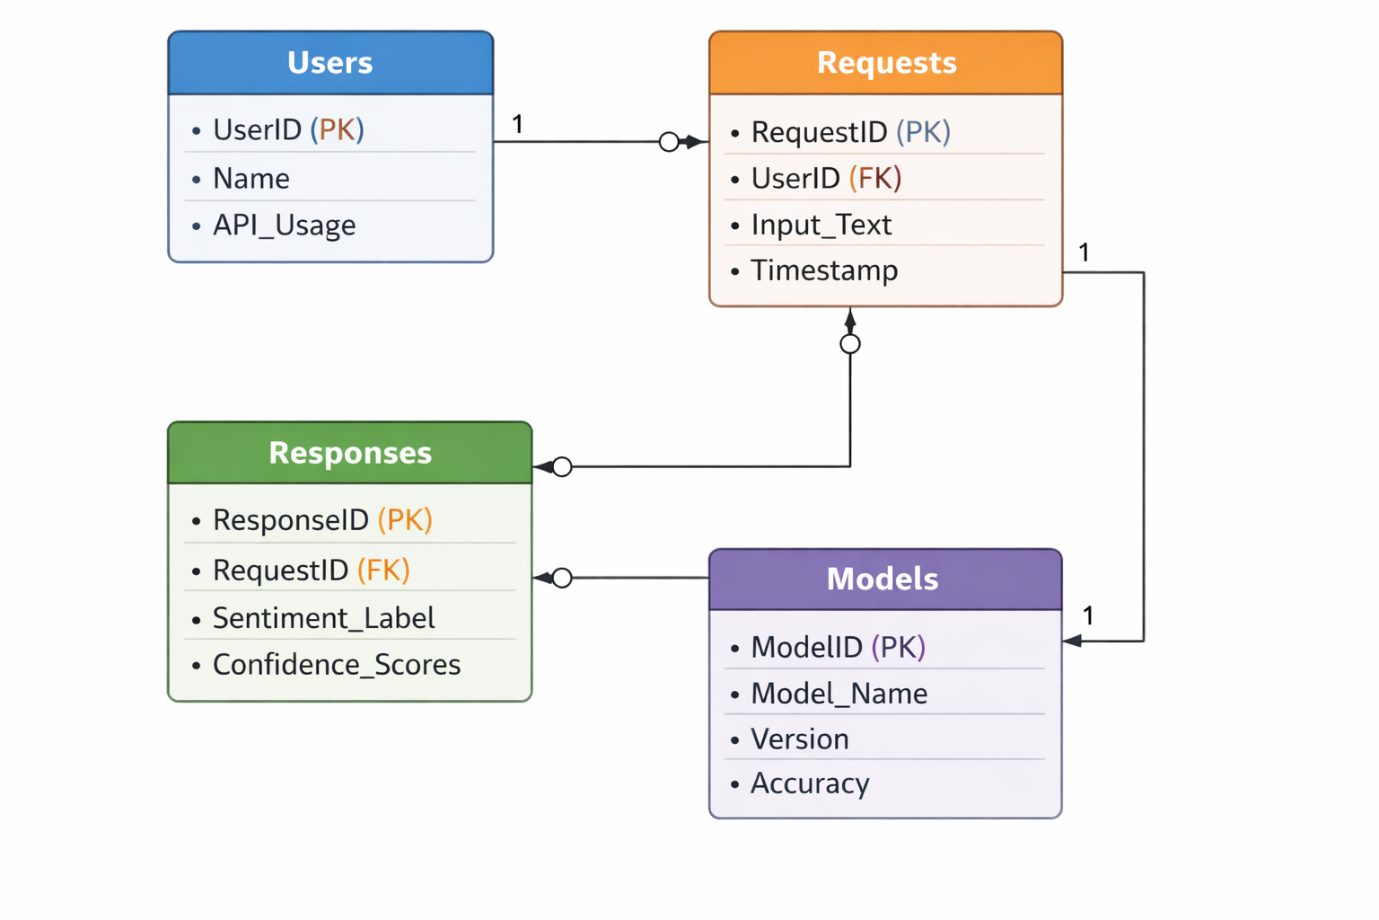 Users
• UserID (PK)
• Name
• API_Usage
1
Requests
• RequestID (PK)
• UserID (FK)
• Input_Text
• Timestamp
1
Responses
• ResponseID (PK)
• RequestID (FK)
• Sentiment_Label
• Confidence_Scores
Models
• ModelID (PK)
• Model_Name
• Version
• Accuracy
1